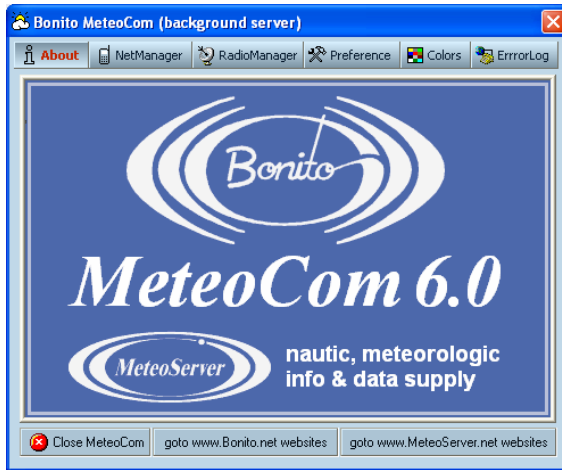 Bonito MeteoCom (background server)
About NetManager RadioManager Preference Colors ErrrorLog
Bonito
MeteoCom 6.0
MeteoServer
nautic, meteorologic
info & data supply
Close MeteoCom goto www.Bonito.net websites goto www.MeteoServer.net websites